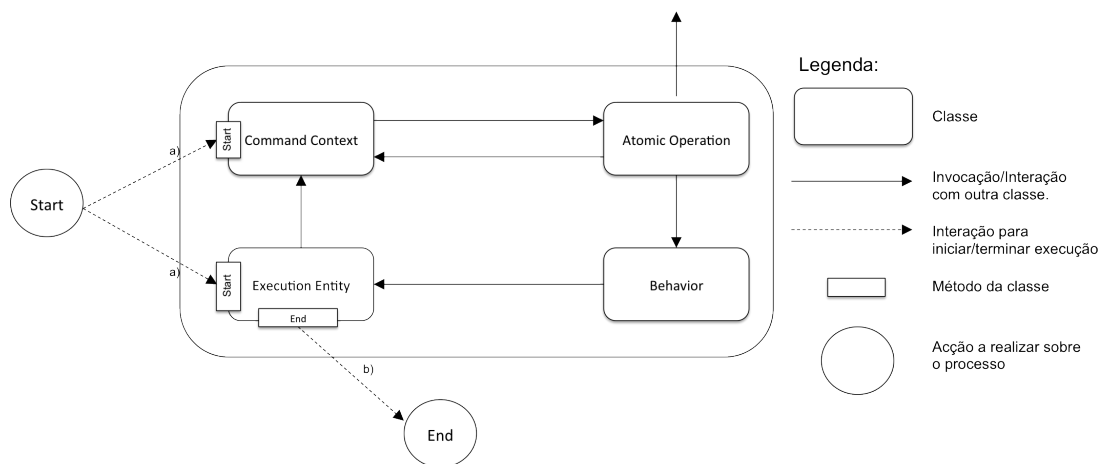 Legenda:
Start
Command Context
Atomic Operation
Classe
a)
Start
Invocação/Interação
com outra classe.
Interação para
iniciar/terminar execução
a)
Start
Execution Entity
Behavior
Método da classe
End
b)
Acção a realizar sobre
o processo
End